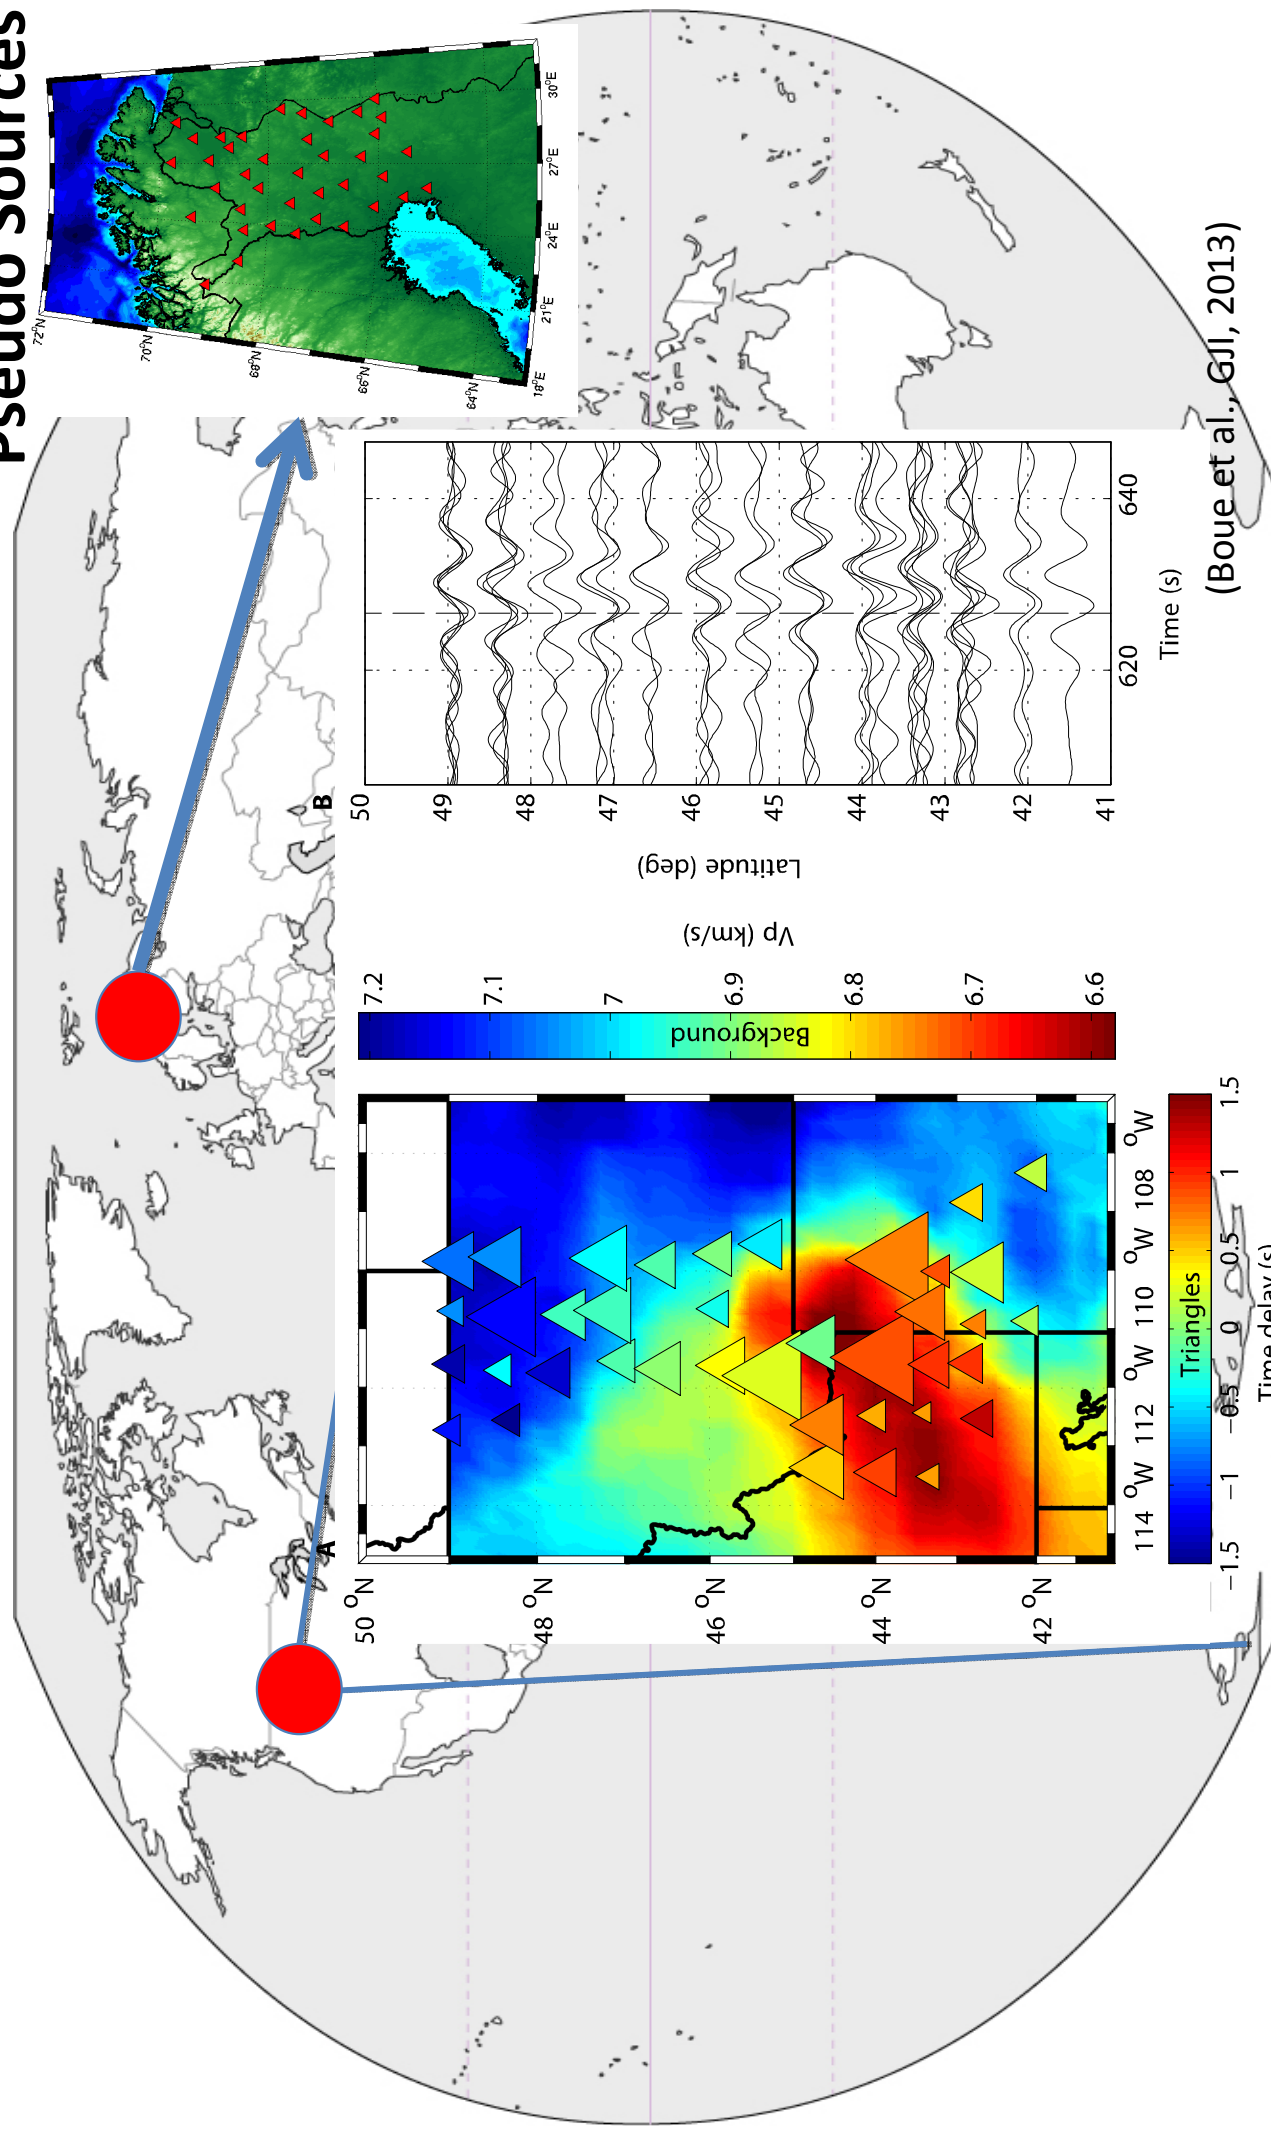 Pseudo Sources
72°N
70°N
68°N
66°N
64°N
18°E
21°E
24°E
27°E
30°E
A
50 °N
48 °N
46 °N
44 °N
42 °N
114 °W
112 °W
110 °W
108 °W
Background
7.2
7.1
7
6.9
6.8
6.7
6.6
Vp (km/s)
Triangles
−1.5
−1
−0.5
0
0.5
1
1.5
Time delay (s)
B
50
49
48
47
46
45
44
43
42
41
Latitude (deg)
620
640
Time (s)
(Boue et al., GJI, 2013)